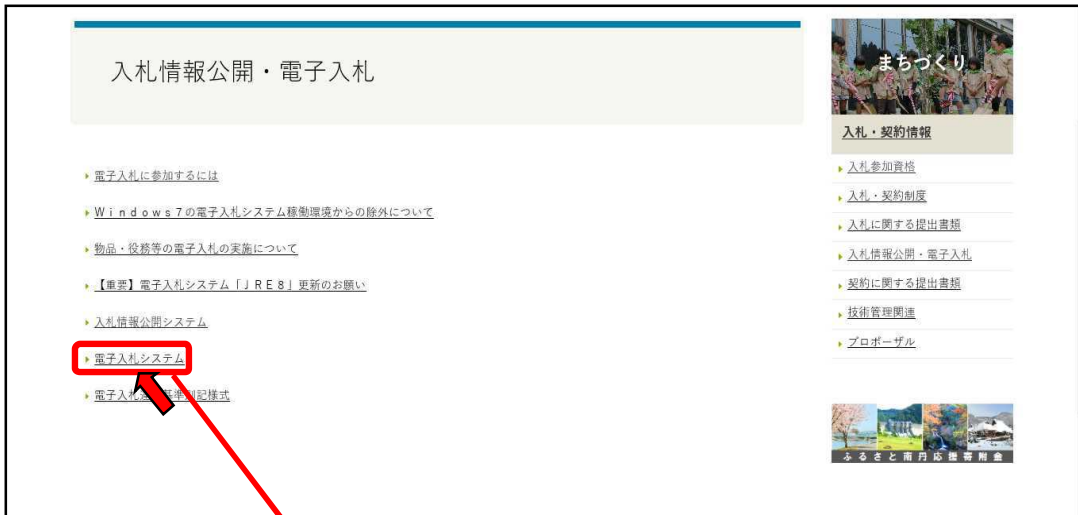 入札情報公開・電子入札
電子入札に参加するには
Ｗｉｎｄｏｗｓ７の電子入札システム稼働環境からの除外について
物品・役務等の電子入札の実施について
【重要】電子入札システム「ＪＲＥ８」更新のお願い
入札情報公開システム
電子入札システム
電子入札運用基準別記様式
まちづくり
入札・契約情報
入札参加資格
入札・契約制度
入札に関する提出書類
入札情報公開・電子入札
契約に関する提出書類
技術管理関連
プロポーザル
ふるさと南丹応援寄附金